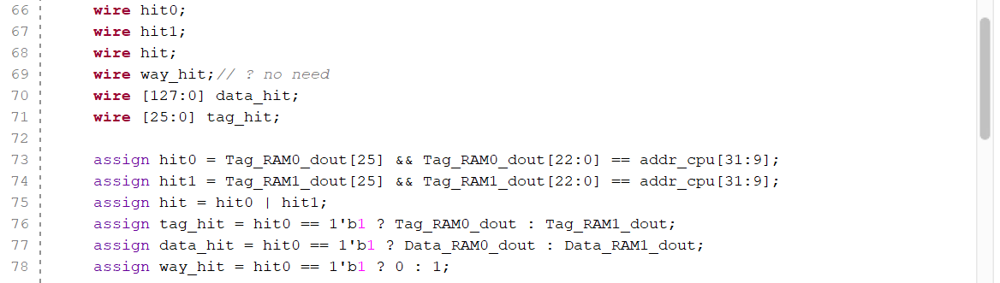 66 wire hit0;
67 wire hit1;
68 wire hit;
69 wire way_hit;// ? no need
70 wire [127:0] data_hit;
71 wire [25:0] tag_hit;
72
73 assign hit0 = Tag_RAM0_dout[25] && Tag_RAM0_dout[22:0] == addr_cpu[31:9];
74 assign hit1 = Tag_RAM1_dout[25] && Tag_RAM1_dout[22:0] == addr_cpu[31:9];
75 assign hit = hit0 | hit1;
76 assign tag_hit = hit0 == 1'b1 ? Tag_RAM0_dout : Tag_RAM1_dout;
77 assign data_hit = hit0 == 1'b1 ? Data_RAM0_dout : Data_RAM1_dout;
78 assign way_hit = hit0 == 1'b1 ? 0 : 1;